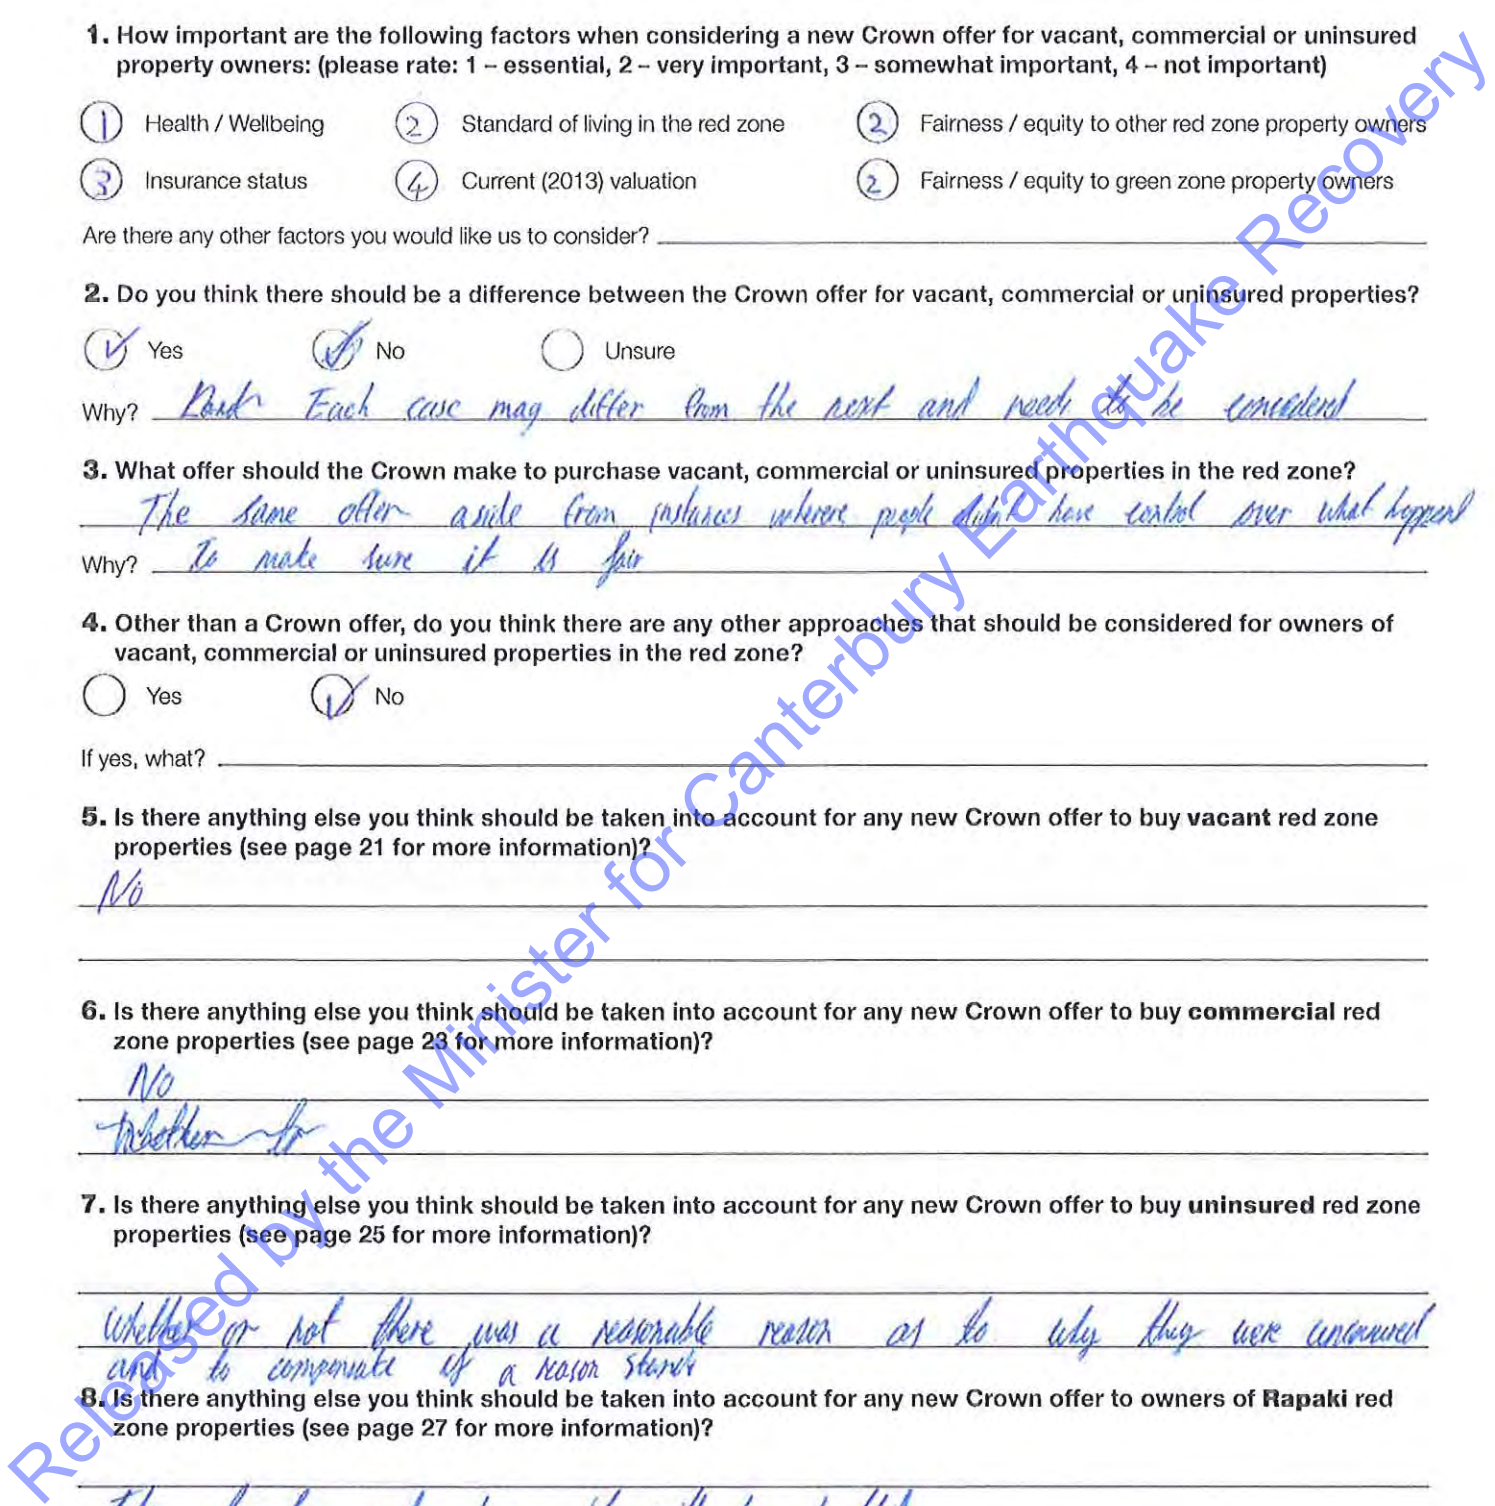 1. How important are the following factors when considering a new Crown offer for vacant, commercial or uninsured
property owners: (please rate: 1 – essential, 2 – very important, 3 – somewhat important, 4 – not important)
1 Health / Wellbeing 2 Standard of living in the red zone 2 Fairness / equity to other red zone property owners
3 Insurance status 4 Current (2013) valuation 2 Fairness / equity to green zone property owners
Are there any other factors you would like us to consider?
2. Do you think there should be a difference between the Crown offer for vacant, commercial or uninsured properties?
✓ Yes ✓ No Unsure
Why? Each case may differ from the next and needs to be considered
3. What offer should the Crown make to purchase vacant, commercial or uninsured properties in the red zone?
The same offer aside from instances people didn't have control over what happened
Why? To make sure it is fair
4. Other than a Crown offer, do you think there are any other approaches that should be considered for owners of
vacant, commercial or uninsured properties in the red zone?
Yes ✓ No
If yes, what?
5. Is there anything else you think should be taken into account for any new Crown offer to buy vacant red zone
properties (see page 21 for more information)?
No
6. Is there anything else you think should be taken into account for any new Crown offer to buy commercial red
zone properties (see page 23 for more information)?
No
Whether
7. Is there anything else you think should be taken into account for any new Crown offer to buy uninsured red zone
properties (see page 25 for more information)?
Whether or not there was a reasonable reason as to why they were
and to compensate if a reason stands
8. Is there anything else you think should be taken into account for any new Crown offer to owners of Rapaki red
zone properties (see page 27 for more information)?
Released by the Minister for Canterbury Earthquake Recovery